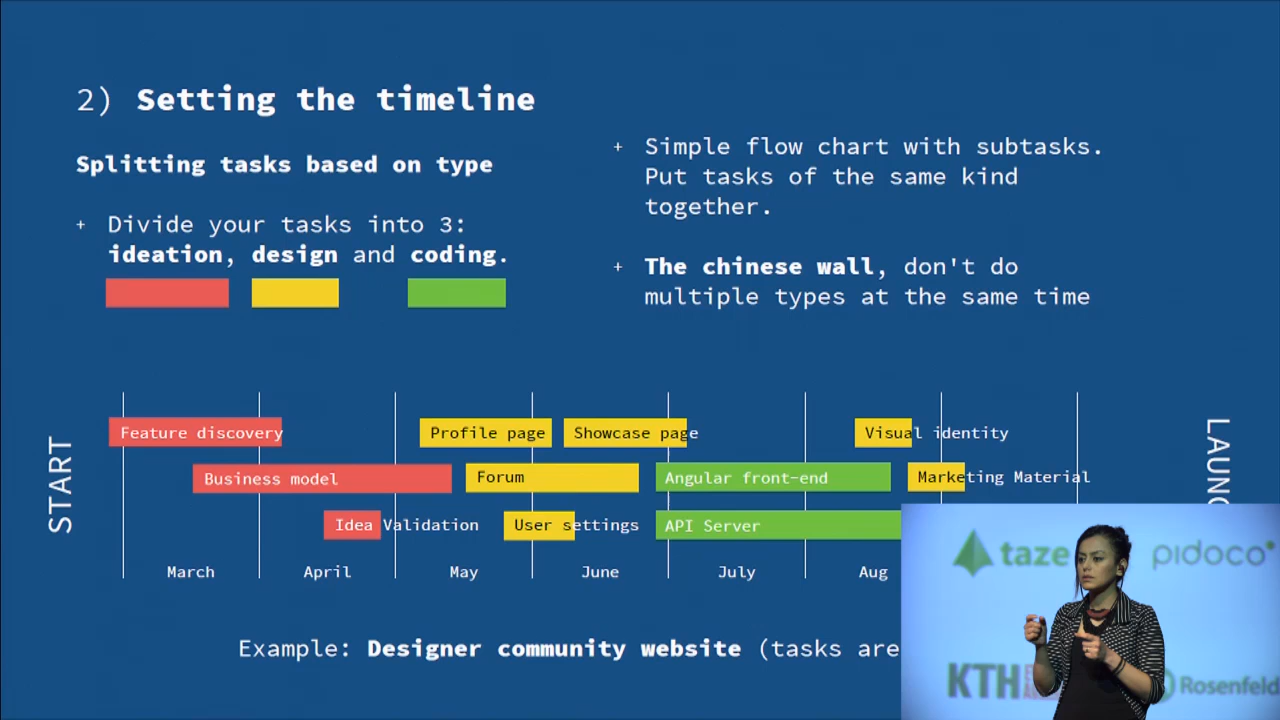 2) Setting the timeline
Splitting tasks based on type
+ Divide your tasks into 3:
ideation, design and coding.
+ Simple flow chart with subtasks.
Put tasks of the same kind
together.
+ The chinese wall, don't do
multiple types at the same time
START
Feature discovery
Profile page
Showcase page
Visual identity
Business model
Forum
Angular front-end
Marketing Material
Idea Validation
User settings
API Server
March
April
May
June
July
Aug
LAUNC
Example: Designer community website (tasks are
taze
pidoco
KTH
Rosenfeld